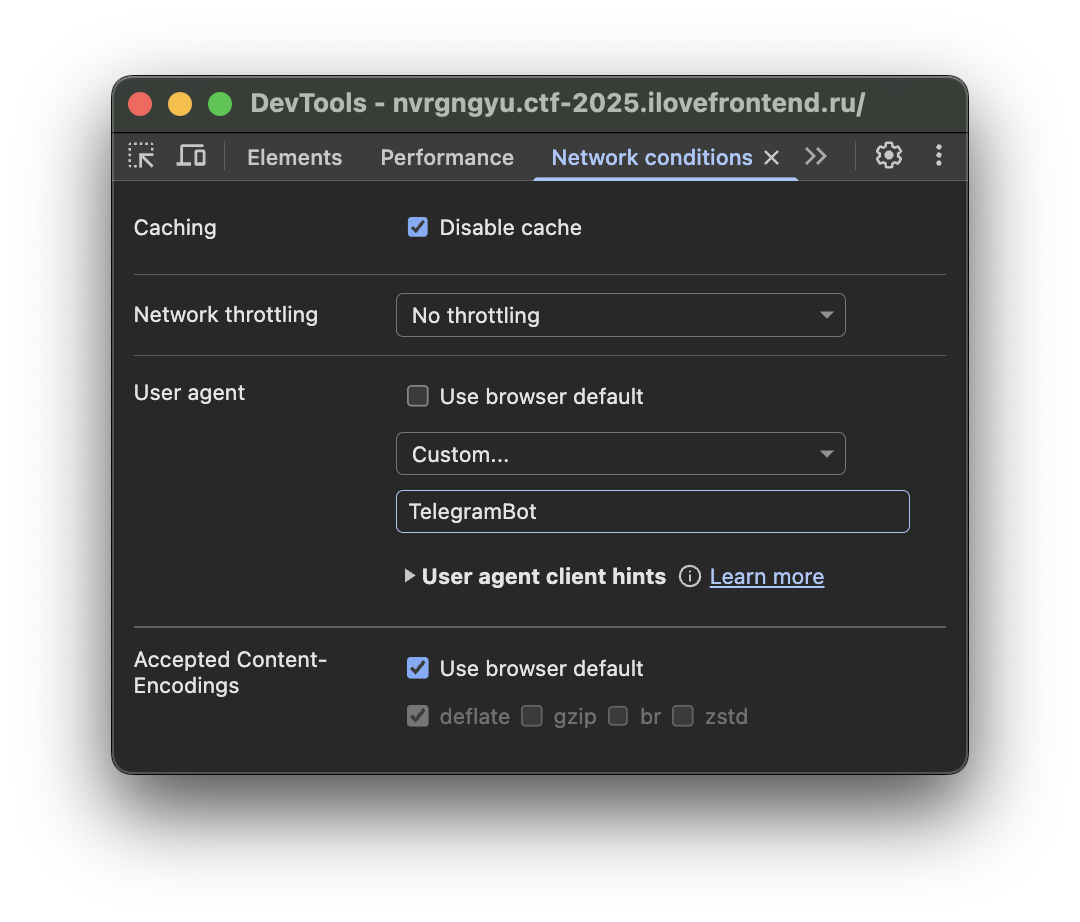 DevTools - nvrgngyu.ctf-2025.ilovefrontend.ru/
Elements Performance Network conditions
Caching Disable cache
Network throttling No throttling
User agent Use browser default
Custom...
TelegramBot
User agent client hints Learn more
Accepted Content-
Encodings
Use browser default
deflate gzip br zstd